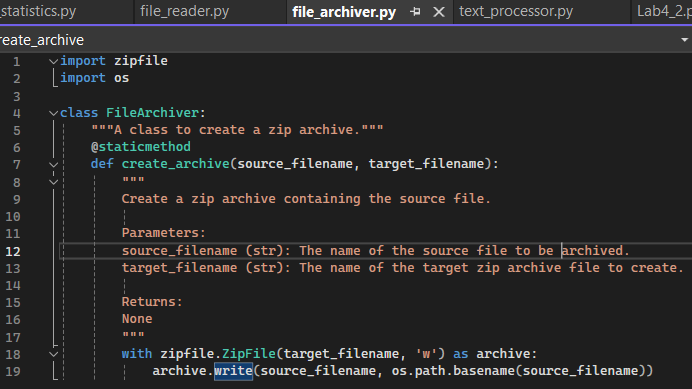 _statistics.py file_reader.py file_archiver.py text_processor.py Lab4_2.p
reate_archive
1 import zipfile
2 import os
3
4 class FileArchiver:
5 """A class to create a zip archive."""
6 @staticmethod
7 def create_archive(source_filename, target_filename):
8 """
9 Create a zip archive containing the source file.
10
11 Parameters:
12 source_filename (str): The name of the source file to be archived.
13 target_filename (str): The name of the target zip archive file to create.
14
15 Returns:
16 None
17 """
18 with zipfile.ZipFile(target_filename, 'w') as archive:
19 archive.write(source_filename, os.path.basename(source_filename))